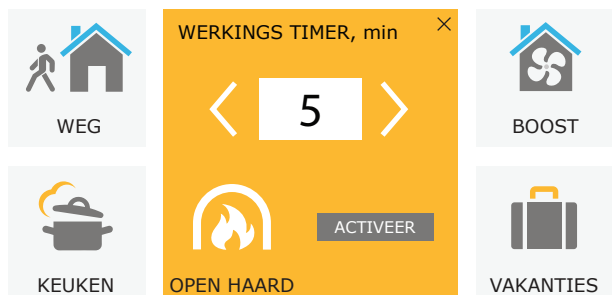 WERKINGS TIMER, min
5
WEG
BOOST
ACTIVEER
KEUKEN
OPEN HAARD
VAKANTIES